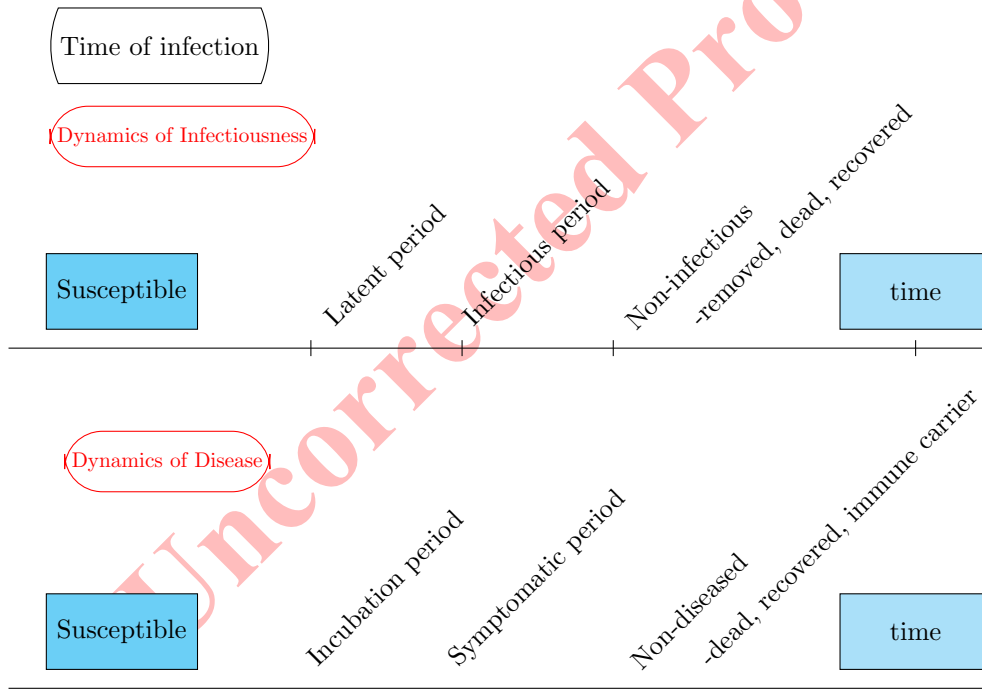 Time of infection
Dynamics of Infectiousness
Susceptible
Latent period
Infectious period
Non-infectious
-removed, dead, recovered
time
Dynamics of Disease
Susceptible
Incubation period
Symptomatic period
Non-diseased
-dead, recovered, immune carrier
time
Uncorrected Pro